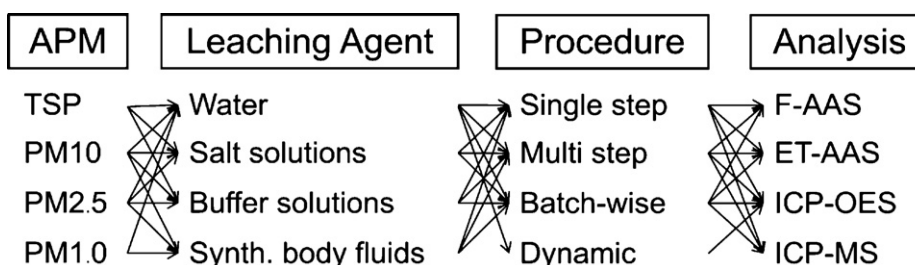 APM Leaching Agent Procedure Analysis
TSP Water Single step F-AAS
PM10 Salt solutions Multi step ET-AAS
PM2.5 Buffer solutions Batch-wise ICP-OES
PM1.0 Synth. body fluids Dynamic ICP-MS